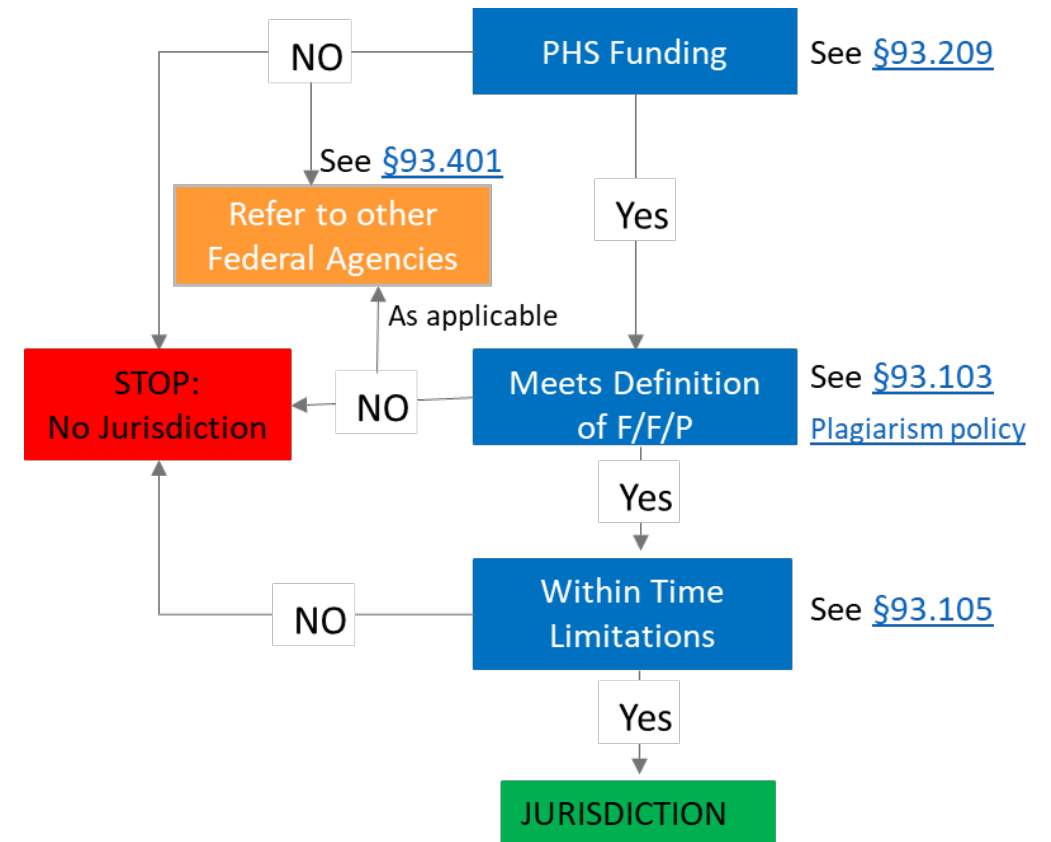 NO
PHS Funding
See §93.209
See §93.401
Refer to other
Federal Agencies
Yes
As applicable
STOP:
No Jurisdiction
NO
Meets Definition
of F/F/P
See §93.103
Plagiarism policy
Yes
Within Time
Limitations
See §93.105
NO
Yes
JURISDICTION